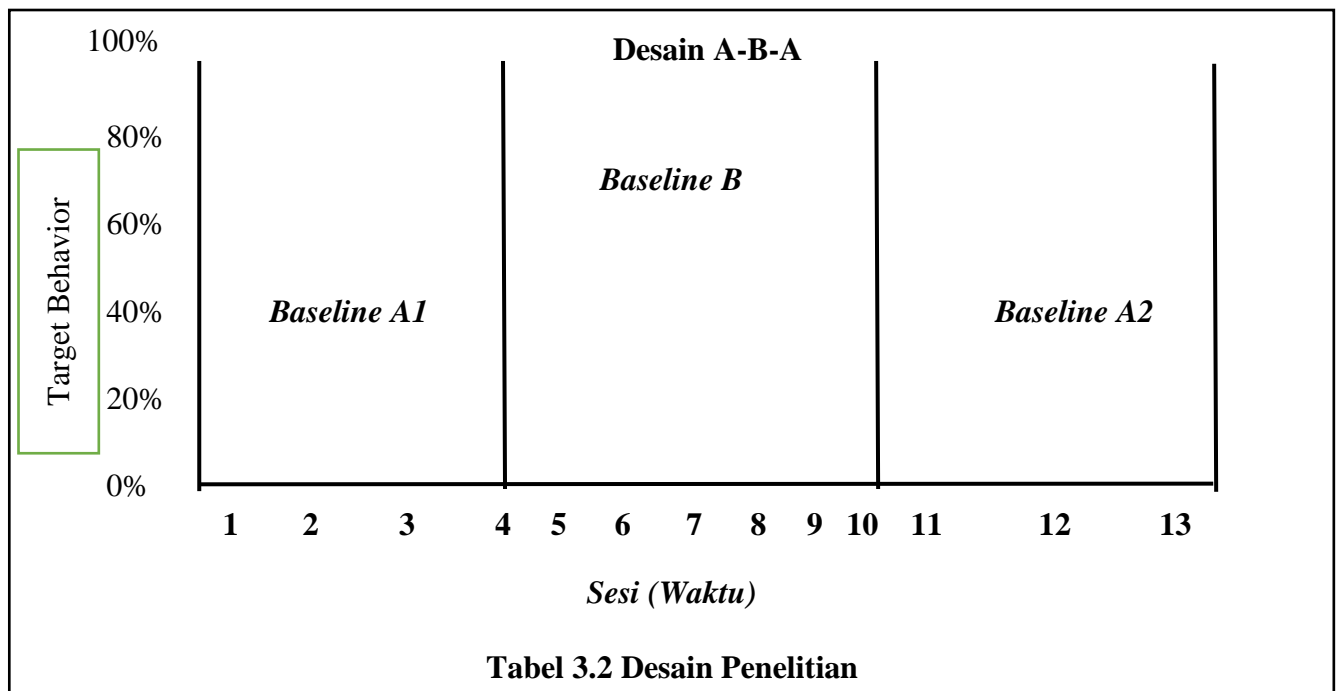 Desain A-B-A
100%
80%
60%
40%
20%
0%
Target Behavior
Baseline A1
Baseline B
Baseline A2
1 2 3 4 5 6 7 8 9 10 11 12 13
Sesi (Waktu)
Tabel 3.2 Desain Penelitian